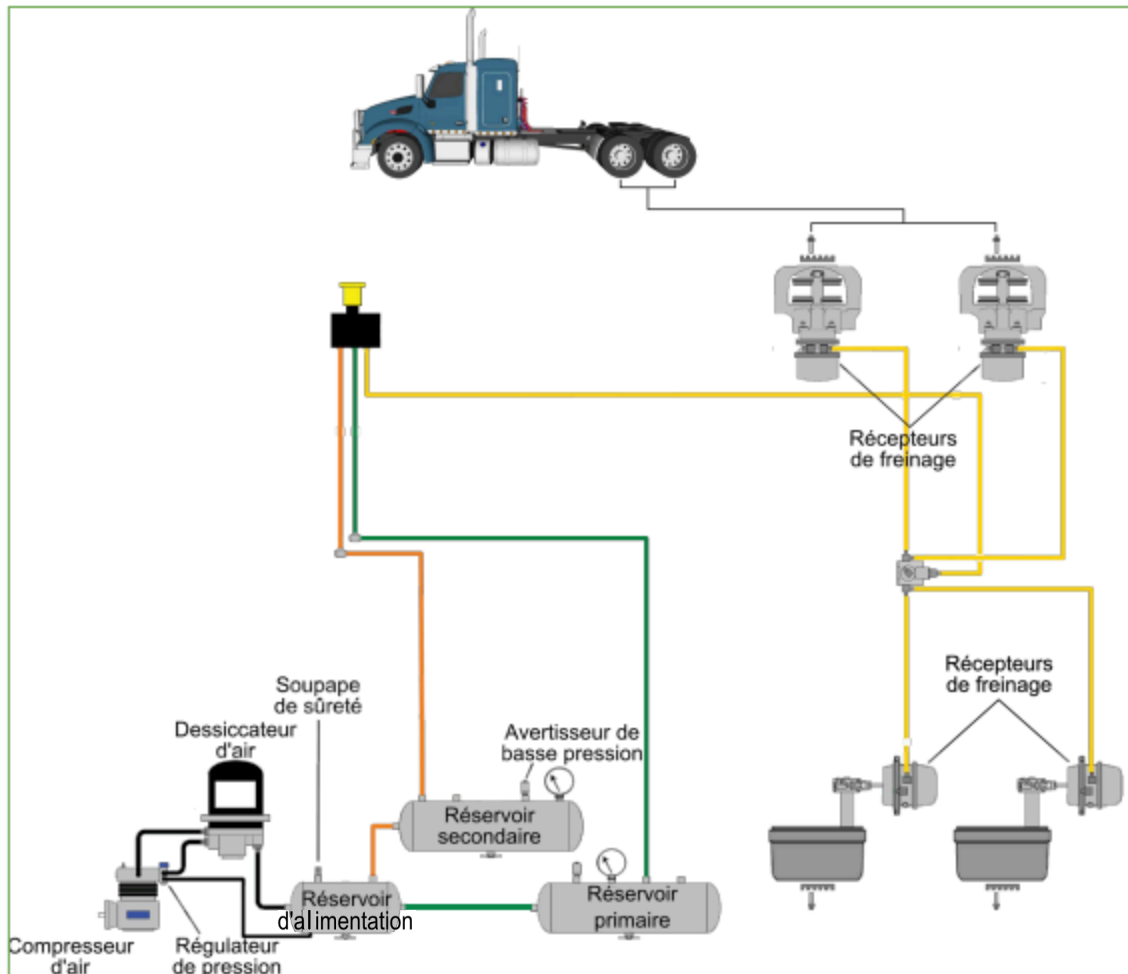 Récepteurs
de freinage
Récepteurs
de freinage
Soupape
de sûreté
Dessiccateur
d'air
Avertisseur de
basse pression
Réservoir
secondaire
Réservoir
d'alimentation
Réservoir
primaire
Compresseur
d'air
Régulateur
de pression